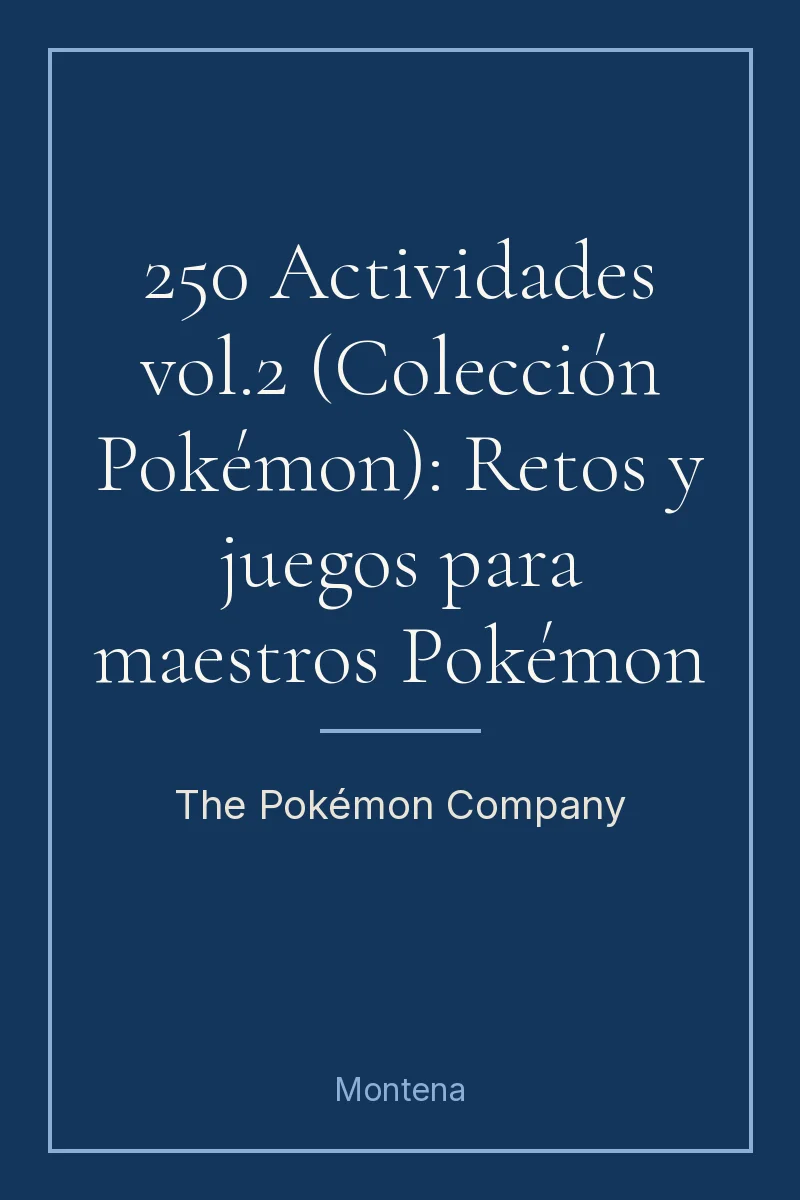 250 Actividades
vol.2 (Colección
Pokémon): Retos y
juegos para
maestros Pokémon
The Pokémon Company
Montena